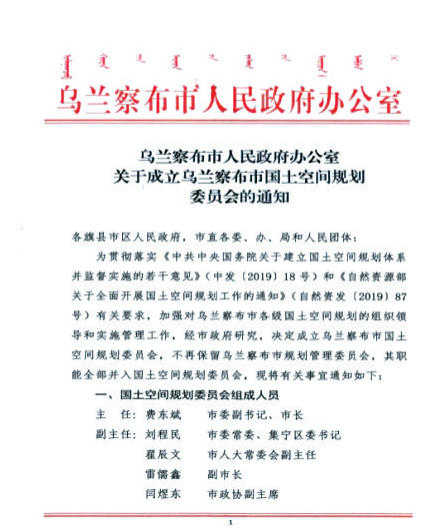 乌兰察布市人民政府办公室
乌兰察布市人民政府办公室
关于成立乌兰察布市国土空间规划
委员会的通知
各旗县市区人民政府，市直各委、办、局和人民团体：
为贯彻落实《中共中央国务院关于建立国土空间规划体系
并监督实施的若干意见》（中发〔2019〕18号）和《自然资源部
关于全面开展国土空间规划工作的通知》（自然资发〔2019〕87
号）有关要求，加强对乌兰察布市各级国土空间规划的组织领
导和实施管理工作，经市政府研究，决定成立乌兰察布市国土
空间规划委员会，不再保留乌兰察布市规划管理委员会，其职
能全部并入国土空间规划委员会，现将有关事宜通知如下：
一、国土空间规划委员会组成人员
主 任：费东斌 市委副书记、市长
副主任：刘程民 市委常委、集宁区委书记
翟辰文 市人大常委会副主任
雷儒鑫 副市长
闫煜东 市政协副主席
1